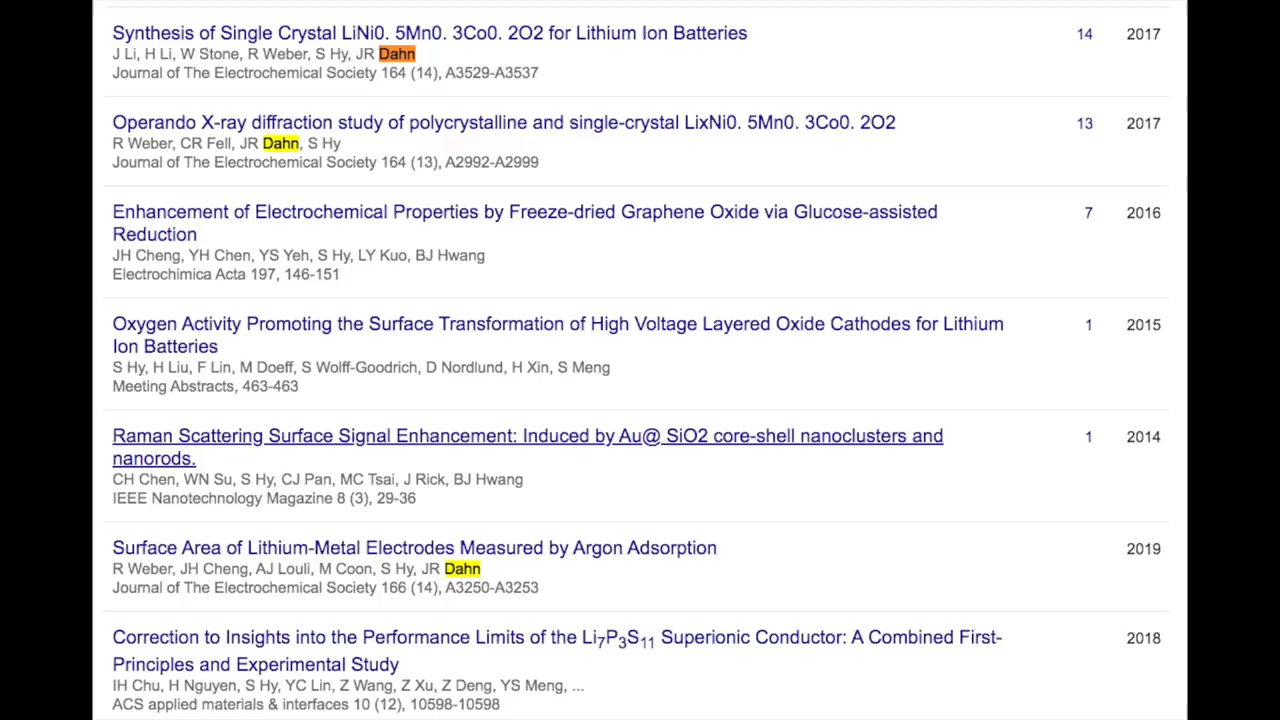 Synthesis of Single Crystal LiNi0. 5Mn0. 3Co0. 2O2 for Lithium Ion Batteries 14 2017
J Li, H Li, W Stone, R Weber, S Hy, JR Dahn
Journal of The Electrochemical Society 164 (14), A3529-A3537
Operando X-ray diffraction study of polycrystalline and single-crystal LixNi0. 5Mn0. 3Co0. 2O2 13 2017
R Weber, CR Fell, JR Dahn, S Hy
Journal of The Electrochemical Society 164 (13), A2992-A2999
Enhancement of Electrochemical Properties by Freeze-dried Graphene Oxide via Glucose-assisted 7 2016
Reduction
JH Cheng, YH Chen, YS Yeh, S Hy, LY Kuo, BJ Hwang
Electrochimica Acta 197, 146-151
Oxygen Activity Promoting the Surface Transformation of High Voltage Layered Oxide Cathodes for Lithium 1 2015
Ion Batteries
S Hy, H Liu, F Lin, M Doeff, S Wolff-Goodrich, D Nordlund, H Xin, S Meng
Meeting Abstracts, 463-463
Raman Scattering Surface Signal Enhancement: Induced by Au@ SiO2 core-shell nanoclusters and 1 2014
nanorods.
CH Chen, WN Su, S Hy, CJ Pan, MC Tsai, J Rick, BJ Hwang
IEEE Nanotechnology Magazine 8 (3), 29-36
Surface Area of Lithium-Metal Electrodes Measured by Argon Adsorption 2019
R Weber, JH Cheng, AJ Louli, M Coon, S Hy, JR Dahn
Journal of The Electrochemical Society 166 (14), A3250-A3253
Correction to Insights into the Performance Limits of the Li7P3S11 Superionic Conductor: A Combined First- 2018
Principles and Experimental Study
IH Chu, H Nguyen, S Hy, YC Lin, Z Wang, Z Xu, Z Deng, YS Meng, ...
ACS applied materials & interfaces 10 (12), 10598-10598